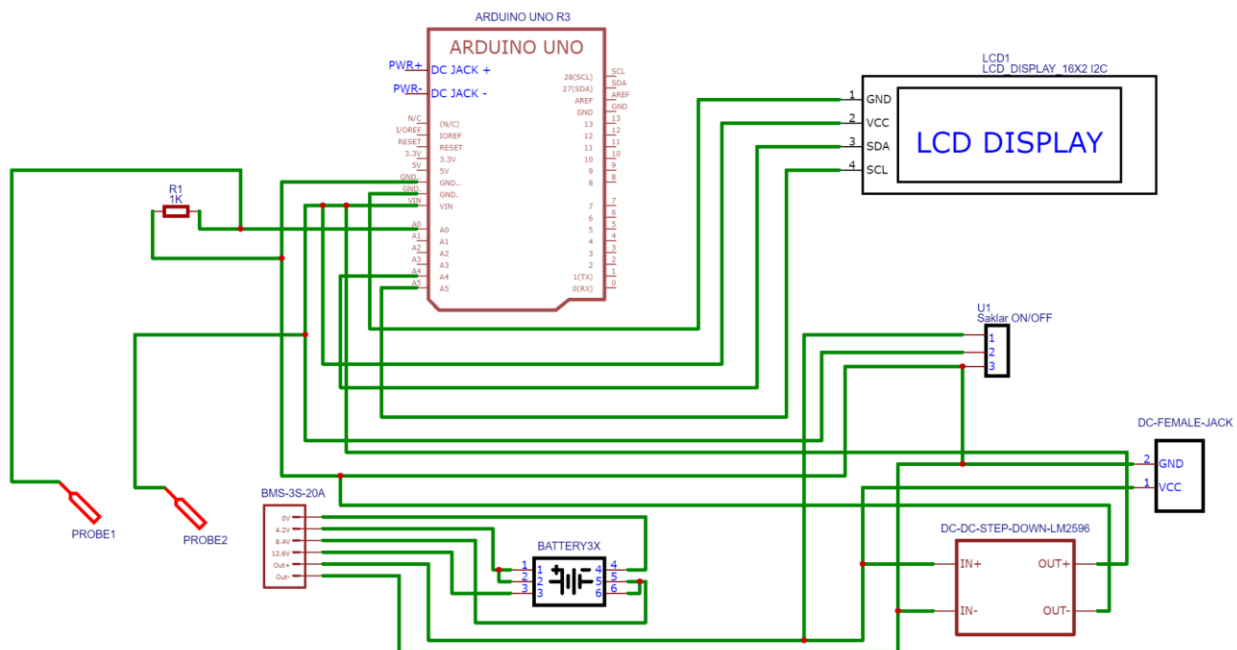 ARDUINO UNO R3
ARDUINO UNO
PWR+
DC JACK +
PWR-
DC JACK -
N/C
(N/C)
I/OREF
IOREF
RESET
RESET
3.3V
3.3V
5V
5V
GND..
GND..
GND.
GND.
VIN
VIN
A0
A0
A1
A1
A2
A2
A3
A3
A4
A4
A5
A5
28(SCL)
SCL
27(SDA)
SDA
AREF
AREF
GND
GND
13
13
12
12
11
11
10
10
9
9
8
8
7
7
6
6
5
5
4
4
3
3
2
2
1(TX)
1
0(RX)
0
LCD1
LCD_DISPLAY_16X2 I2C
1
GND
2
VCC
3
SDA
4
SCL
LCD DISPLAY
R1
1K
U1
Saklar ON/OFF
1
2
3
DC-FEMALE-JACK
2
GND
1
VCC
PROBE1
PROBE2
BMS-3S-20A
0V
4.2V
8.4V
12.6V
Out+
Out-
BATTERY3X
1
1
4
4
2
2
5
5
3
3
6
6
DC-DC-STEP-DOWN-LM2596
IN+
OUT+
IN-
OUT-